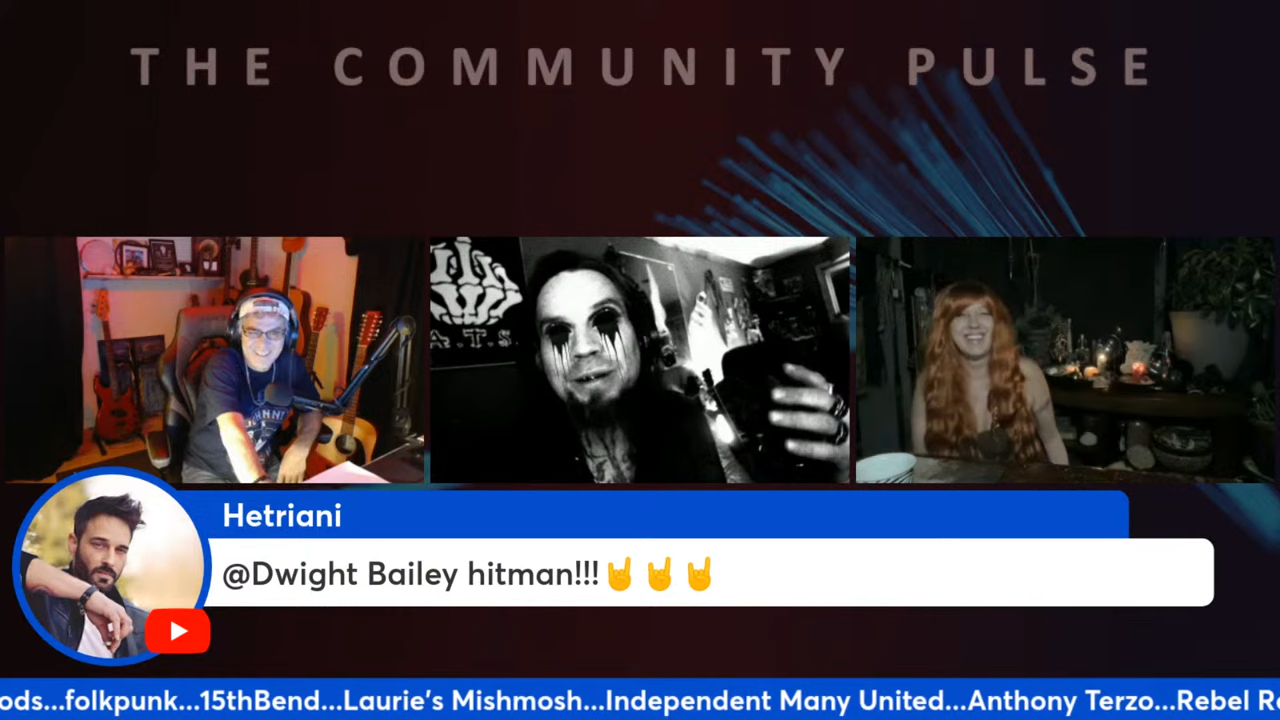 THE COMMUNITY PULSE
A.T.S
Hetriani
@Dwight Bailey hitman!!!🤘🤘🤘
ods...folkpunk...15thBend...Laurie's Mishmosh...Independent Many United...Anthony Terzo...Rebel R